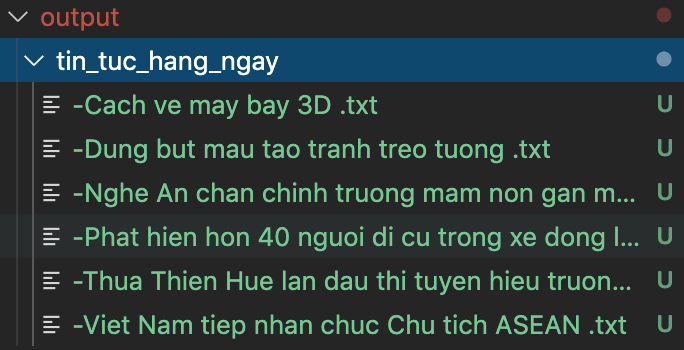 output
tin_tuc_hang_ngay
-Cach ve may bay 3D .txt U
-Dung but mau tao tranh treo tuong .txt U
-Nghe An chan chinh truong mam non gan m... U
-Phat hien hon 40 nguoi di cu trong xe dong l... U
-Thua Thien Hue lan dau thi tuyen hieu truon... U
-Viet Nam tiep nhan chuc Chu tich ASEAN .txt U